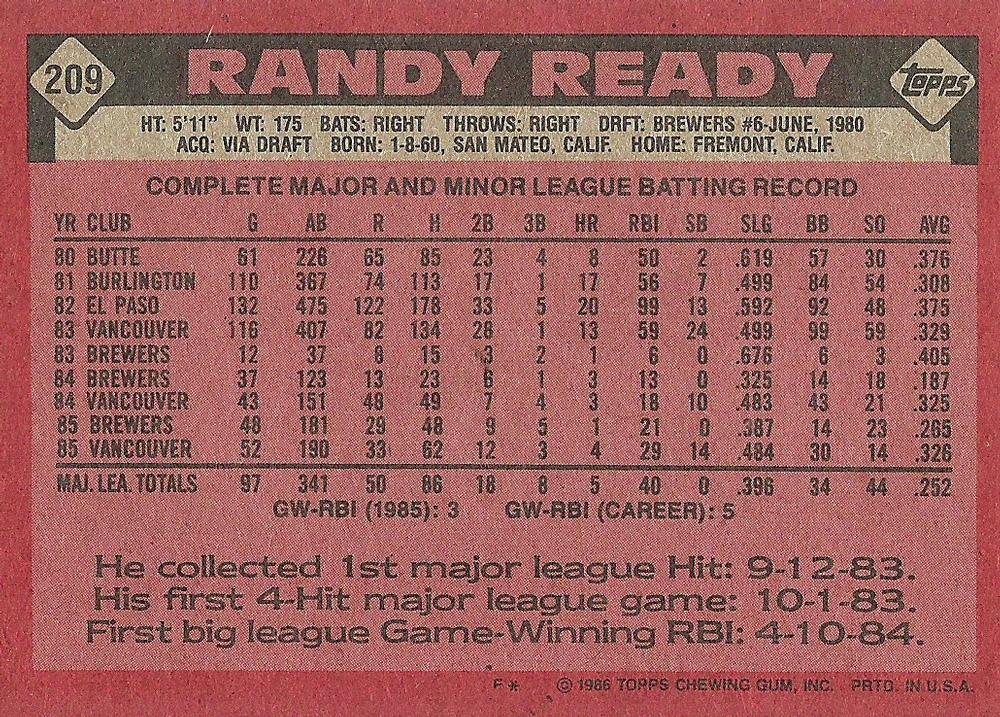 209 RANDY READY TOPPS
HT: 5'11" WT: 175 BATS: RIGHT THROWS: RIGHT DRFT: BREWERS #6-JUNE, 1980
ACQ: VIA DRAFT BORN: 1-8-60, SAN MATEO, CALIF. HOME: FREMONT, CALIF.
COMPLETE MAJOR AND MINOR LEAGUE BATTING RECORD
YR CLUB G AB R H 2B 3B HR RBI SB SLG BB SO AVG
80 BUTTE 61 226 65 85 23 4 8 50 2 .619 57 30 .376
81 BURLINGTON 110 367 74 113 17 1 17 56 7 .499 84 54 .308
82 EL PASO 132 475 122 178 33 5 20 99 13 .592 92 48 .375
83 VANCOUVER 116 407 82 134 28 1 13 59 24 .499 99 59 .329
83 BREWERS 12 37 8 15 3 2 1 6 0 .676 6 3 .405
84 BREWERS 37 123 13 23 6 1 3 13 0 .325 14 18 .187
84 VANCOUVER 43 151 48 49 7 4 3 18 10 .483 43 21 .325
85 BREWERS 48 181 29 48 9 5 1 21 0 .387 14 23 .265
85 VANCOUVER 52 190 33 62 12 3 4 29 14 .484 30 14 .326
MAJ. LEA. TOTALS 97 341 50 86 18 8 5 40 0 .396 34 44 .252
GW-RBI (1985): 3 GW-RBI (CAREER): 5
He collected 1st major league Hit: 9-12-83.
His first 4-Hit major league game: 10-1-83.
First big league Game-Winning RBI: 4-10-84.
F* © 1986 TOPPS CHEWING GUM, INC. PRTD. IN U.S.A.